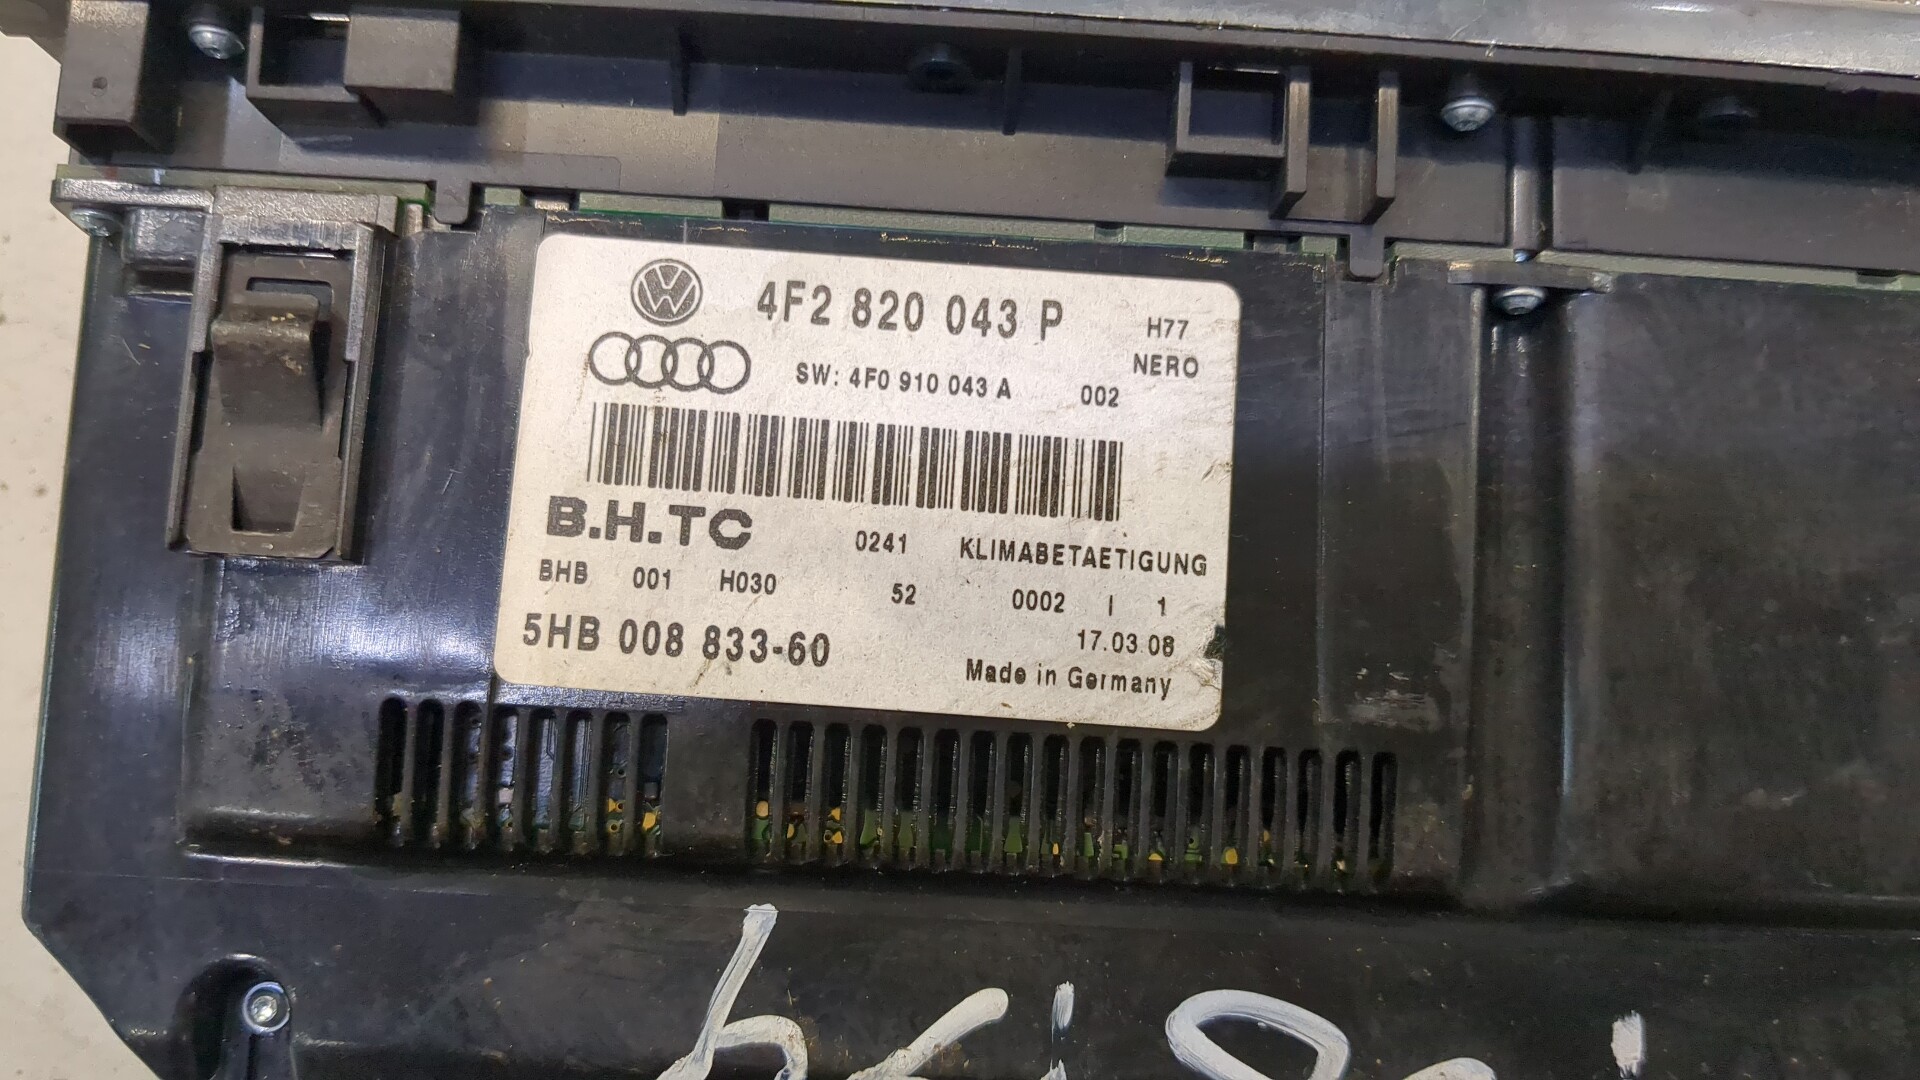 4F2 820 043 P
H77
NERO
SW: 4F0 910 043 A 002
B.H.TC
0241 KLIMABETAETIGUNG
BHB 001 H030 52 0002 I 1
5HB 008 833-60
17.03.08
Made in Germany